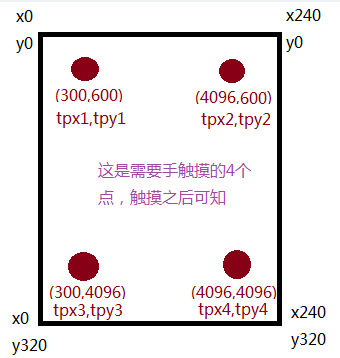 x0
x240
y0
y0
(300,600)
(4096,600)
tpx1,tpy1
tpx2,tpy2
这是需要手触摸的4个
点，触摸之后可知
(300,4096)
(4096,4096)
tpx3,tpy3
tpx4,tpy4
x0
x240
y320
y320